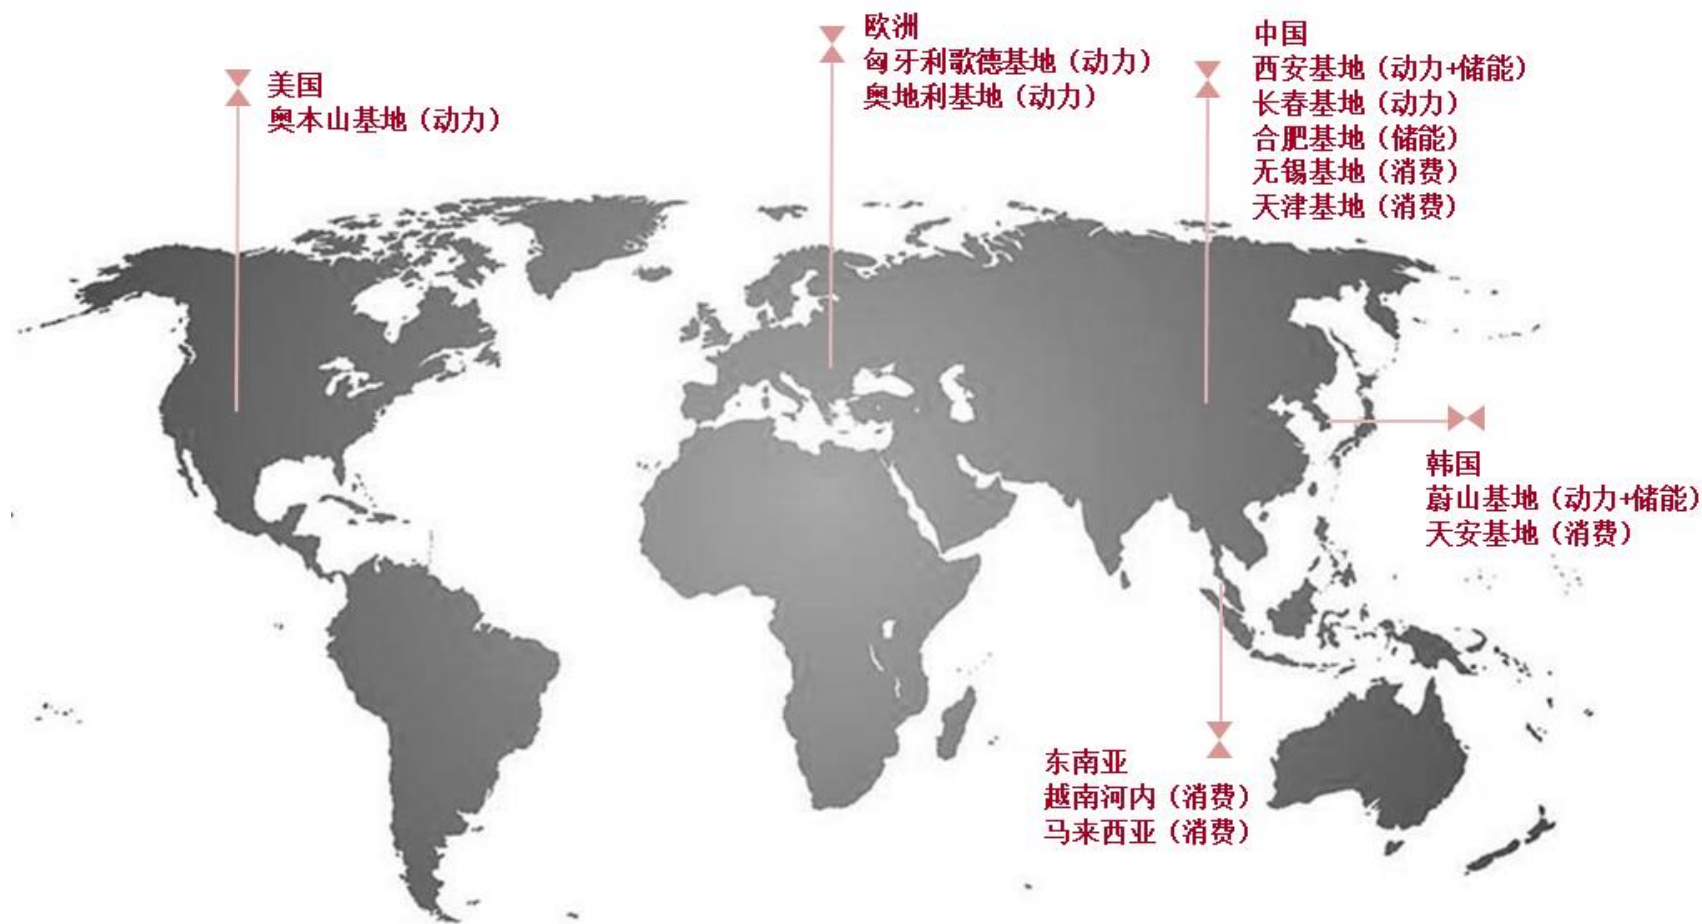 美国
奥本山基地（动力）
欧洲
匈牙利歌德基地（动力）
奥地利基地（动力）
中国
西安基地（动力+储能）
长春基地（动力）
合肥基地（储能）
无锡基地（消费）
天津基地（消费）
韩国
蔚山基地（动力+储能）
天安基地（消费）
东南亚
越南河内（消费）
马来西亚（消费）